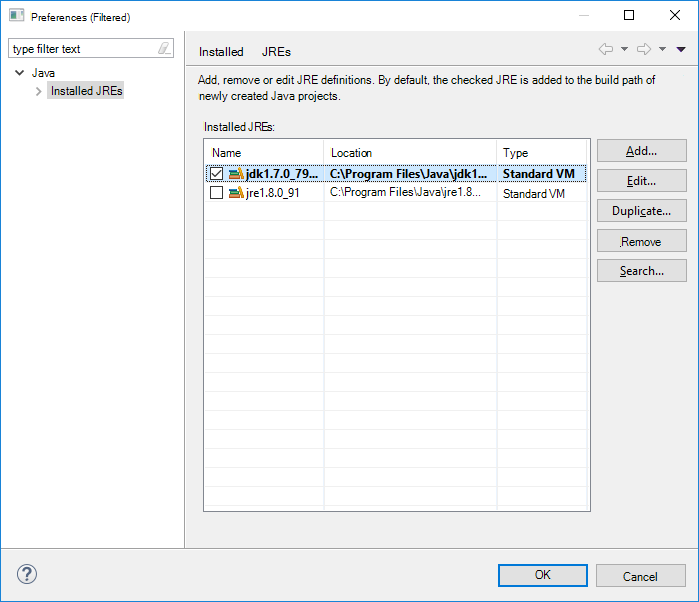 Preferences (Filtered)
type filter text
Java
Installed JREs
Installed JREs
Add, remove or edit JRE definitions. By default, the checked JRE is added to the build path of
newly created Java projects.
Installed JREs:
Name Location Type
jdk1.7.0_79... C:\Program Files\Java\jdk1... Standard VM
jre1.8.0_91 C:\Program Files\Java\jre1.8... Standard VM
Add...
Edit...
Duplicate...
Remove
Search...
?
OK Cancel